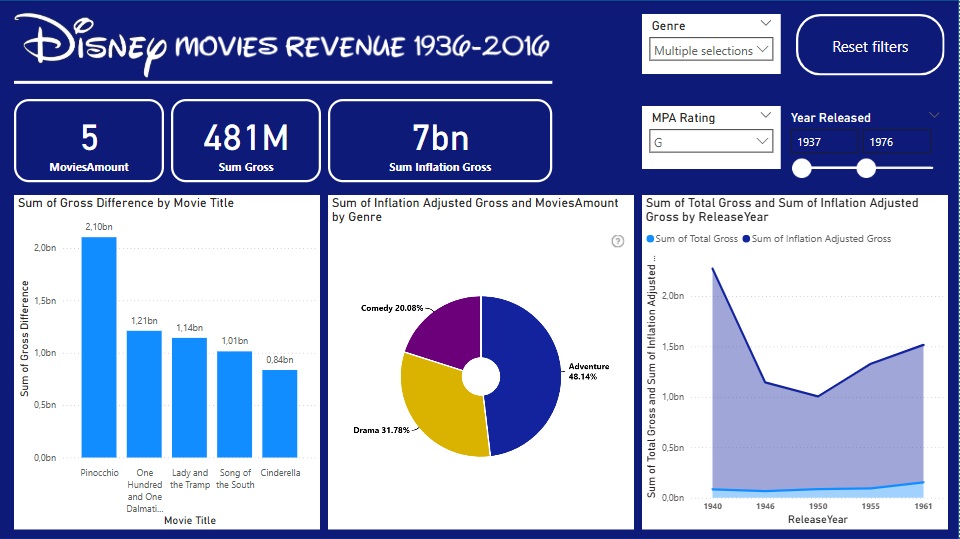 Disney MOVIES REVENUE 1936-2016
Genre
Multiple selections
Reset filters
5
MoviesAmount
481M
Sum Gross
7bn
Sum Inflation Gross
MPA Rating
G
Year Released
1937
1976
Sum of Gross Difference by Movie Title
Sum of Gross Difference
2,0bn
1,5bn
1,0bn
0,5bn
0,0bn
2,10bn
1,21bn
1,14bn
1,01bn
0,84bn
Pinocchio
One
Hundred
and One
Dalmati...
Lady and
the Tramp
Song of
the South
Cinderella
Movie Title
Sum of Inflation Adjusted Gross and MoviesAmount
by Genre
?
Comedy 20.08%
Adventure
48.14%
Drama 31.78%
Sum of Total Gross and Sum of Inflation Adjusted
Gross by ReleaseYear
Sum of Total Gross
Sum of Inflation Adjusted Gross
Sum of Total Gross and Sum of Inflation Adjusted ...
2,0bn
1,5bn
1,0bn
0,5bn
0,0bn
1940
1946
1950
1955
1961
ReleaseYear